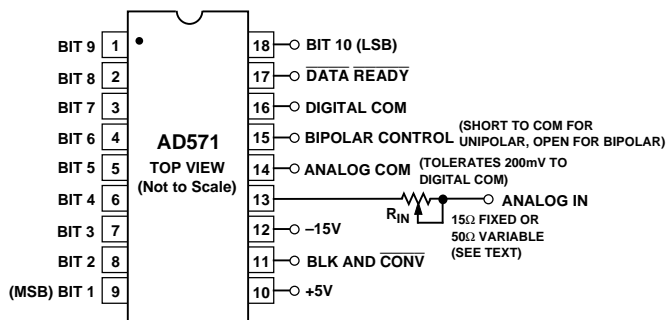 BIT 9 1
BIT 8 2
BIT 7 3
BIT 6 4
BIT 5 5
BIT 4 6
BIT 3 7
BIT 2 8
(MSB) BIT 1 9
AD571
TOP VIEW
(Not to Scale)
18 BIT 10 (LSB)
17 DATA READY
16 DIGITAL COM
15 BIPOLAR CONTROL (SHORT TO COM FOR
UNIPOLAR, OPEN FOR BIPOLAR)
14 ANALOG COM (TOLERATES 200mV TO
DIGITAL COM)
13 ANALOG IN
RIN
15Ω FIXED OR
50Ω VARIABLE
(SEE TEXT)
12 –15V
11 BLK AND CONV
10 +5V